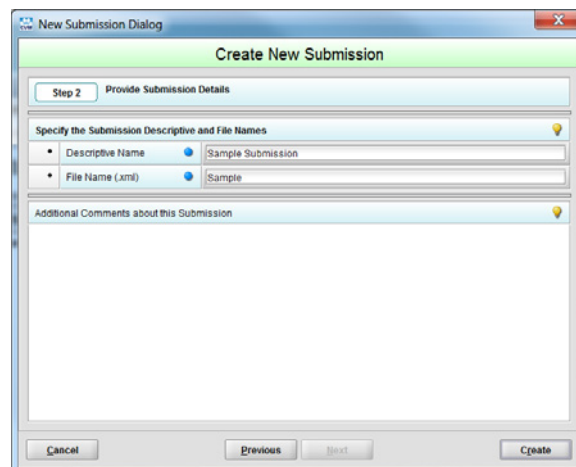 New Submission Dialog
Create New Submission
Step 2 Provide Submission Details
Specify the Submission Descriptive and File Names
Descriptive Name Sample Submission
File Name (.xml) Sample
Additional Comments about this Submission
Cancel Previous Next Create